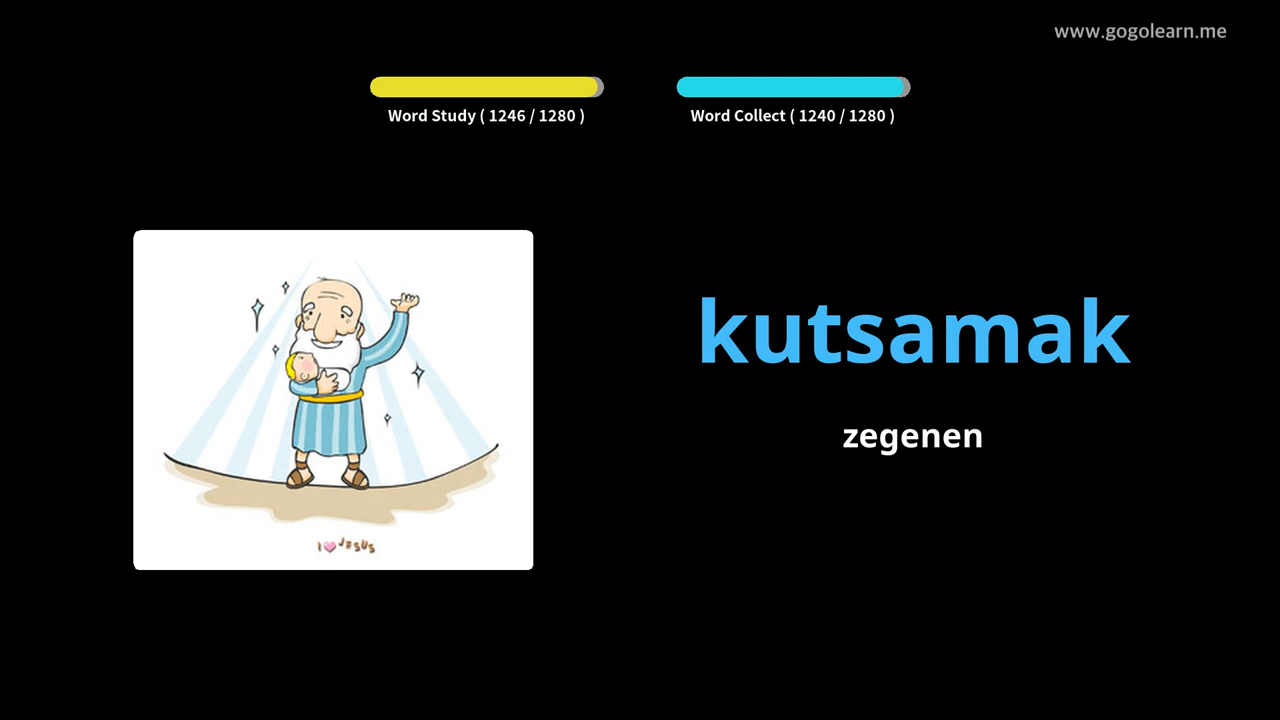 www.gogolearn.me
Word Study ( 1246 / 1280 )
Word Collect ( 1240 / 1280 )
kutsamak
zegenen
I JESUS